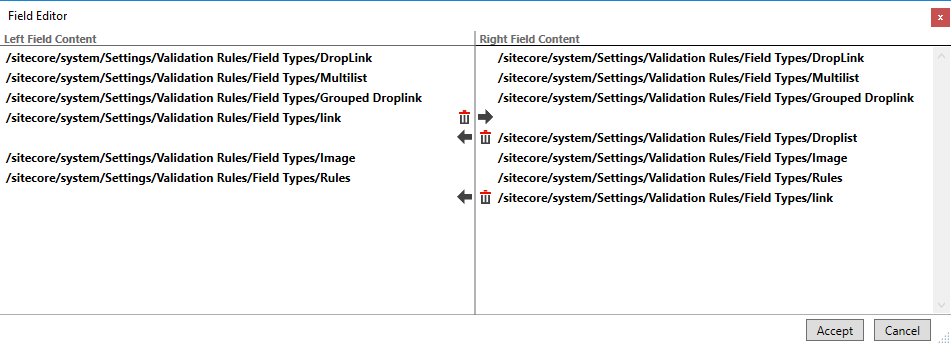 Field Editor
x
Left Field Content
Right Field Content
/sitecore/system/Settings/Validation Rules/Field Types/DropLink
/sitecore/system/Settings/Validation Rules/Field Types/DropLink
/sitecore/system/Settings/Validation Rules/Field Types/Multilist
/sitecore/system/Settings/Validation Rules/Field Types/Multilist
/sitecore/system/Settings/Validation Rules/Field Types/Grouped Droplink
/sitecore/system/Settings/Validation Rules/Field Types/Grouped Droplink
/sitecore/system/Settings/Validation Rules/Field Types/link
/sitecore/system/Settings/Validation Rules/Field Types/Droplist
/sitecore/system/Settings/Validation Rules/Field Types/Image
/sitecore/system/Settings/Validation Rules/Field Types/Image
/sitecore/system/Settings/Validation Rules/Field Types/Rules
/sitecore/system/Settings/Validation Rules/Field Types/Rules
/sitecore/system/Settings/Validation Rules/Field Types/link
Accept
Cancel